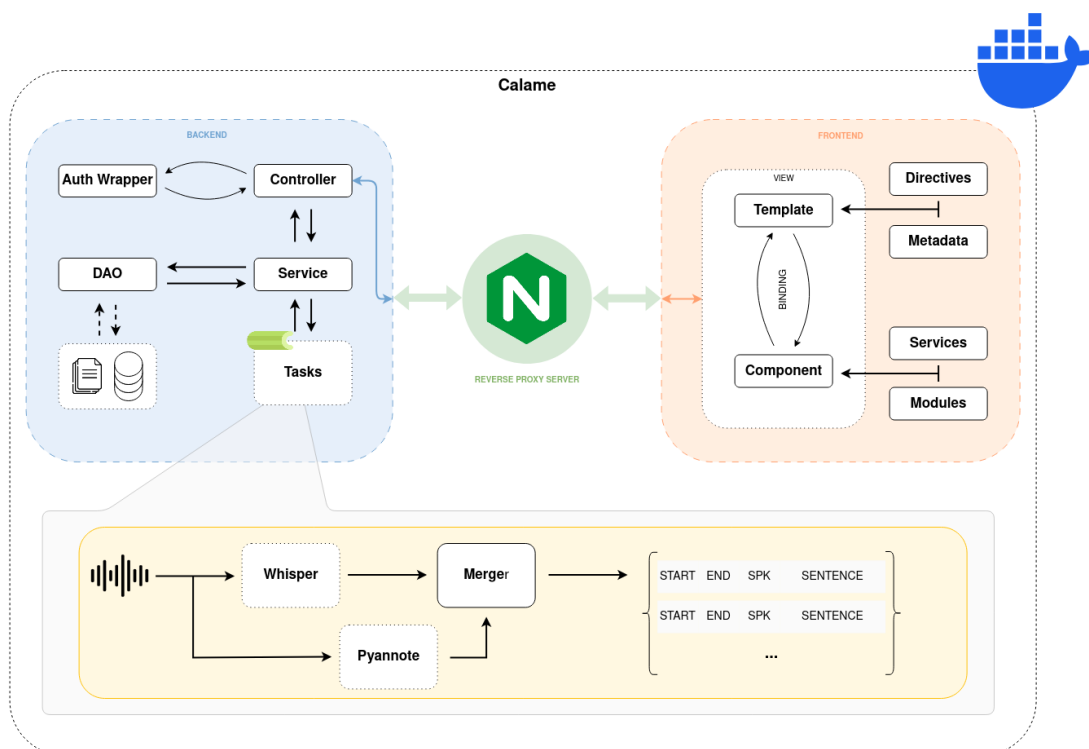 Calame
BACKEND
Auth Wrapper
Controller
DAO
Service
Tasks
N
REVERSE PROXY SERVER
FRONTEND
VIEW
Template
BINDING
Component
Directives
Metadata
Services
Modules
Whisper
Merger
Pyannote
START END SPK SENTENCE
START END SPK SENTENCE
...